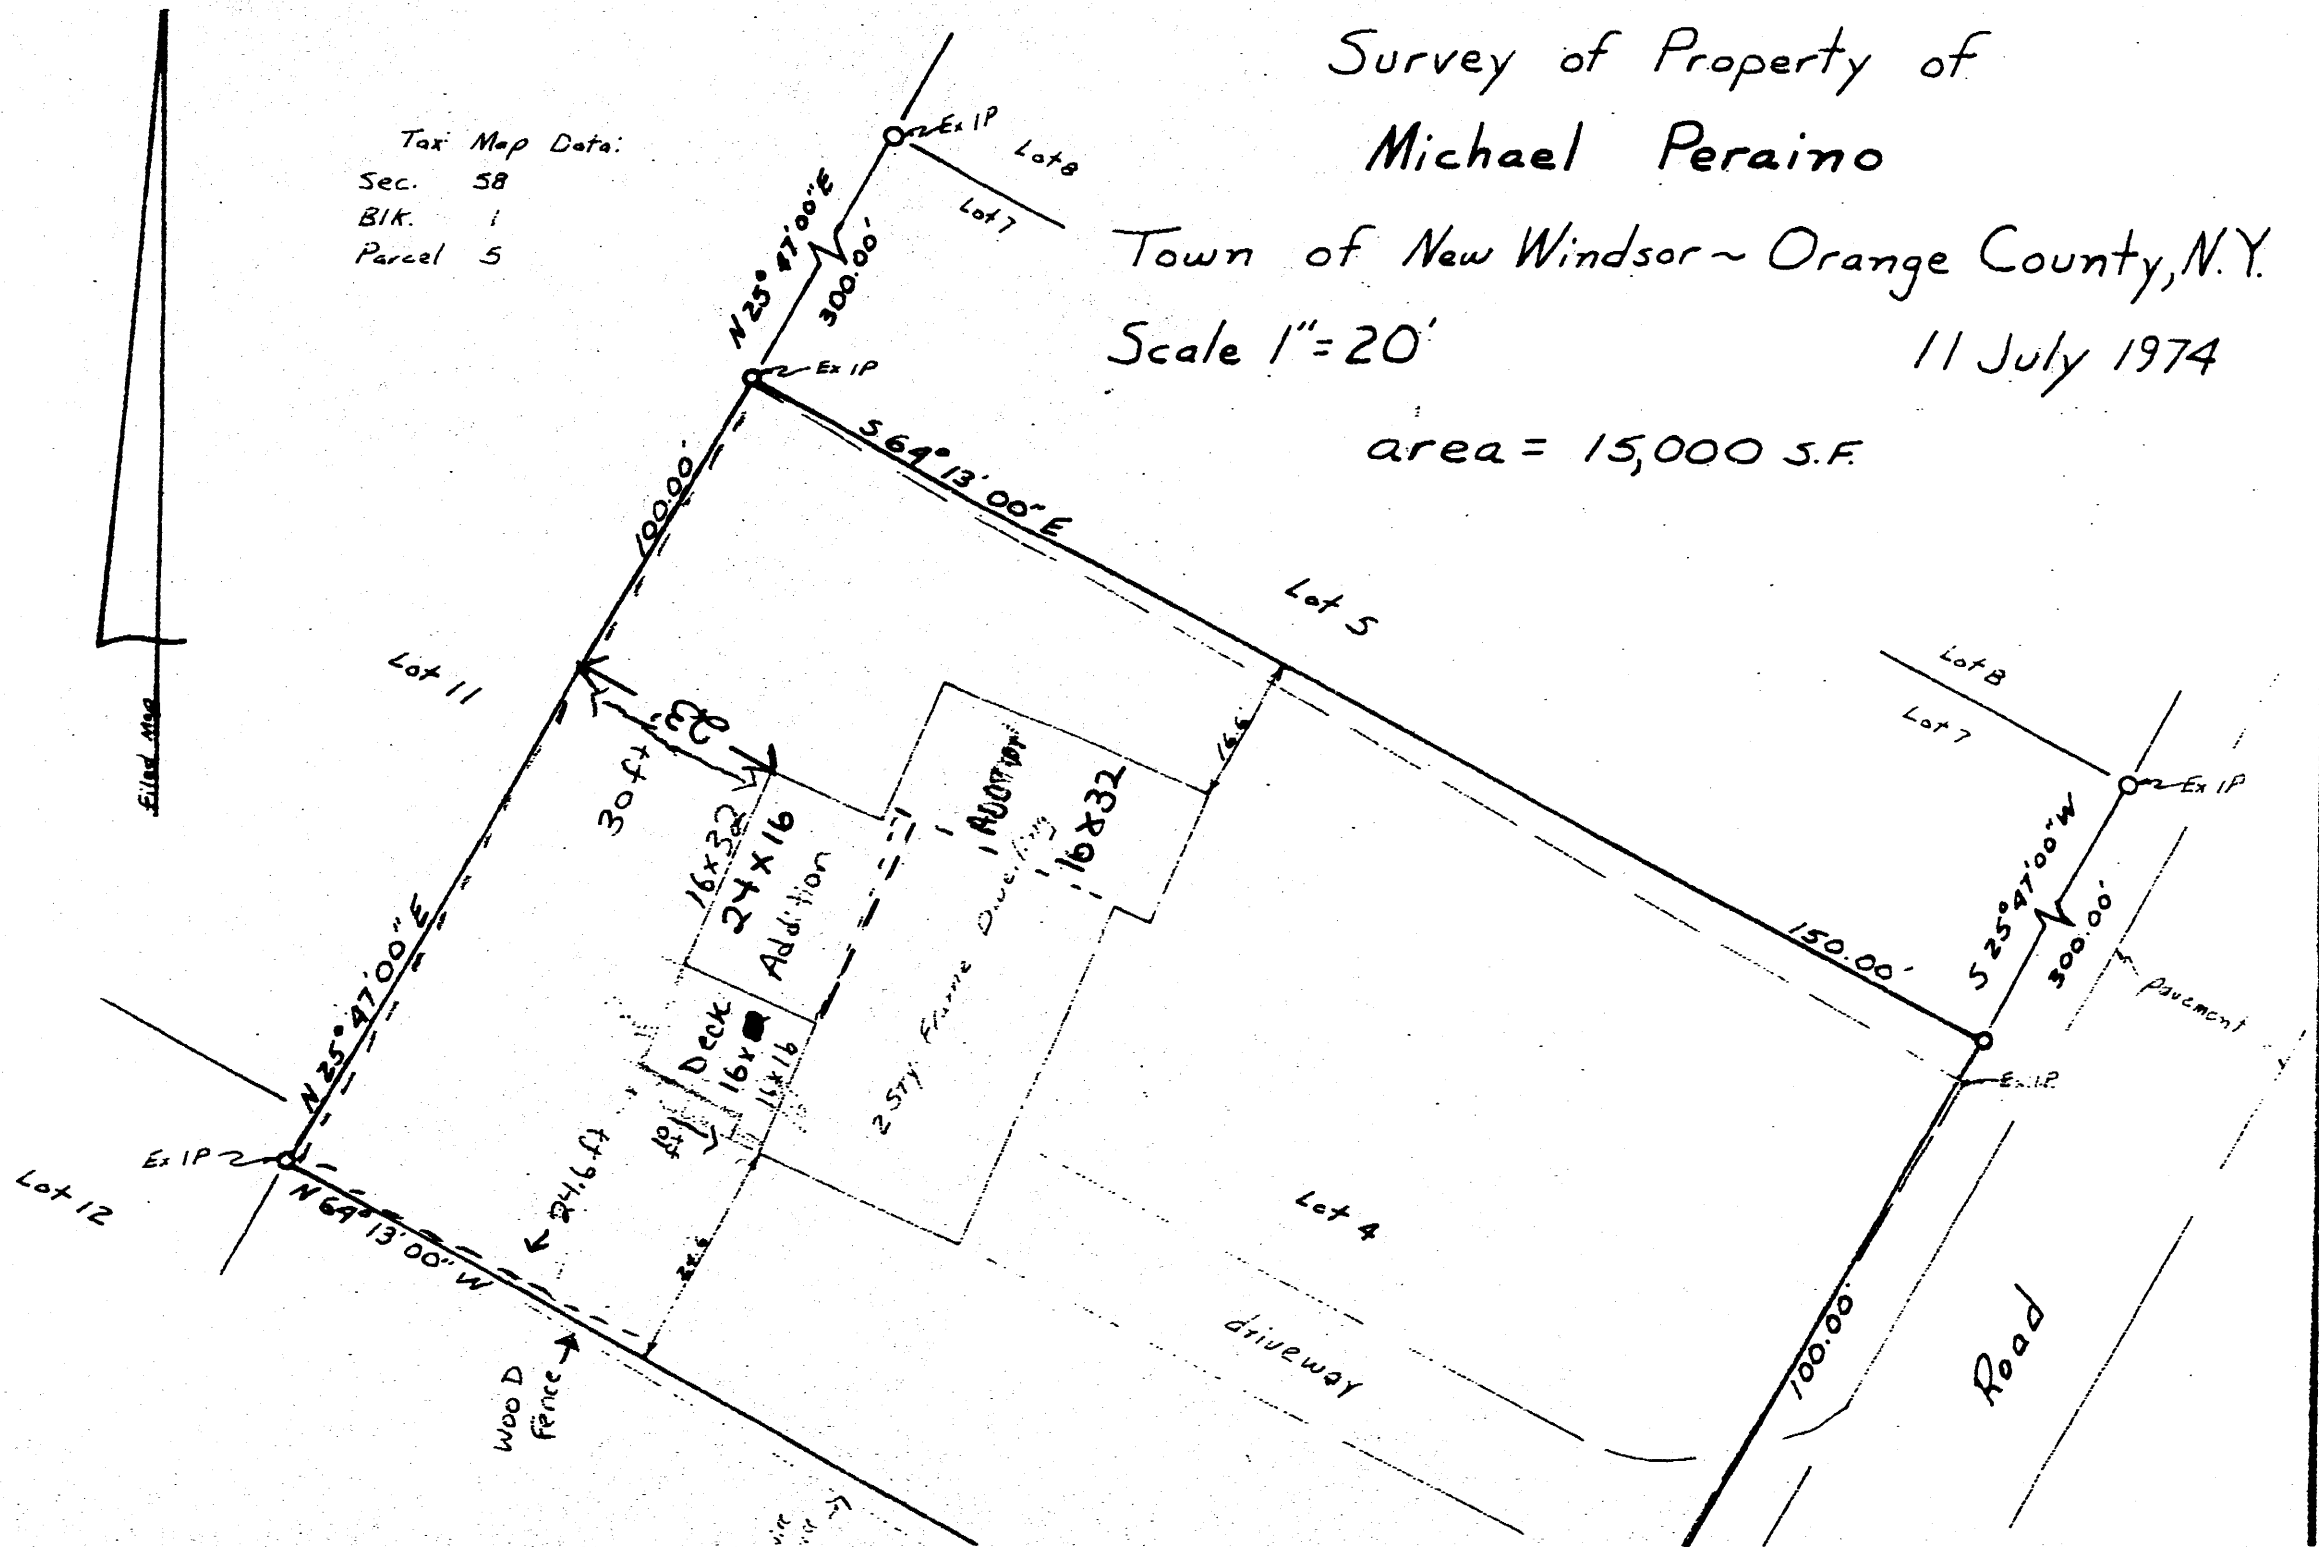 Survey of Property of
Michael Peraino
Town of New Windsor ~ Orange County, N.Y.
Scale 1" = 20'
11 July 1974
area = 15,000 S.F.
Tax Map Data:
Sec. 58
Blk. 1
Parcel 5
Filed Map
Ex IP
Lot 8
Lot 7
N 25° 47' 00" E
300.00'
Ex IP
S 64° 13' 00" E
100.00'
Lot 5
Lot 11
30 ft
16x32
24 x 16
Addition
Addition
16x32
16.6
2 Sty Frame Dwelling
Lot 8
Lot 7
Ex IP
S 25° 47' 00" W
300.00'
150.00'
Pavement
Ex. IP.
N 25° 47' 00" E
Deck
16x
16x16
10 ft
24.6 ft
Ex IP
Lot 12
N 64° 13' 00" W
Lot 4
driveway
100.00'
Road
WOOD
Fence